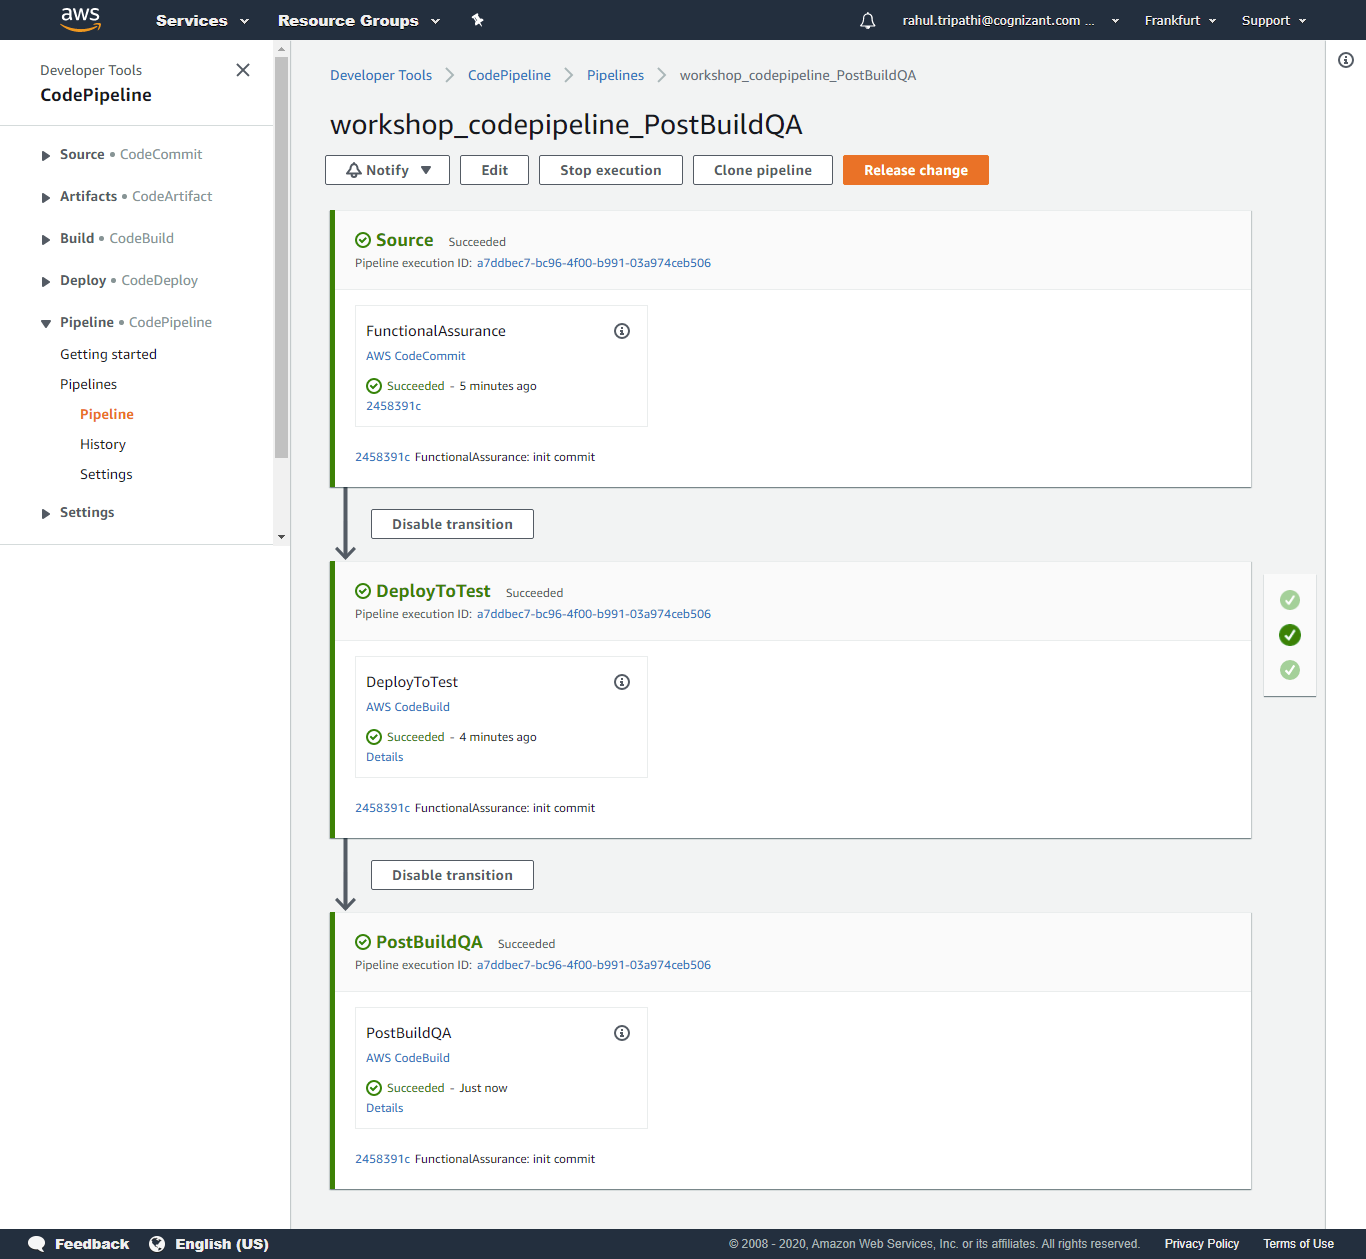 aws
Services
Resource Groups
rahul.tripathi@cognizant.com ...
Frankfurt
Support
Developer Tools
CodePipeline
Source • CodeCommit
Artifacts • CodeArtifact
Build • CodeBuild
Deploy • CodeDeploy
Pipeline • CodePipeline
Getting started
Pipelines
Pipeline
History
Settings
Settings
Developer Tools
CodePipeline
Pipelines
workshop_codepipeline_PostBuildQA
workshop_codepipeline_PostBuildQA
Notify
Edit
Stop execution
Clone pipeline
Release change
Source Succeeded
Pipeline execution ID: a7ddbec7-bc96-4f00-b991-03a974ceb506
FunctionalAssurance
AWS CodeCommit
Succeeded - 5 minutes ago
2458391c
2458391c FunctionalAssurance: init commit
Disable transition
DeployToTest Succeeded
Pipeline execution ID: a7ddbec7-bc96-4f00-b991-03a974ceb506
DeployToTest
AWS CodeBuild
Succeeded - 4 minutes ago
Details
2458391c FunctionalAssurance: init commit
Disable transition
PostBuildQA Succeeded
Pipeline execution ID: a7ddbec7-bc96-4f00-b991-03a974ceb506
PostBuildQA
AWS CodeBuild
Succeeded - Just now
Details
2458391c FunctionalAssurance: init commit
Feedback
English (US)
© 2008 - 2020, Amazon Web Services, Inc. or its affiliates. All rights reserved.
Privacy Policy
Terms of Use